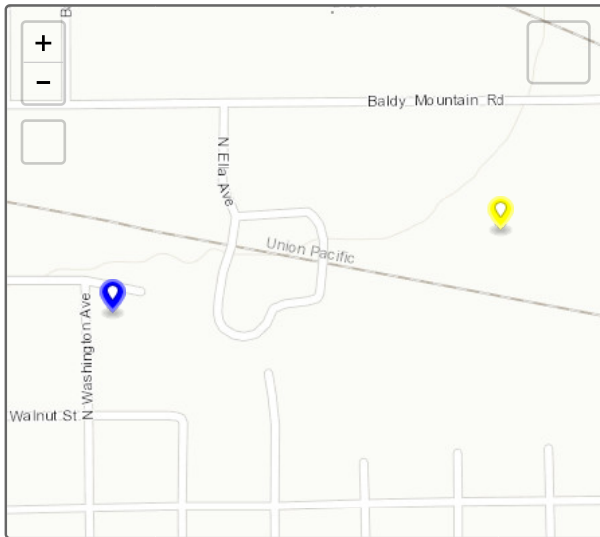 +
−
Baldy Mountain Rd
N Ella Ave
Union Pacific
N Washington Ave
Walnut St